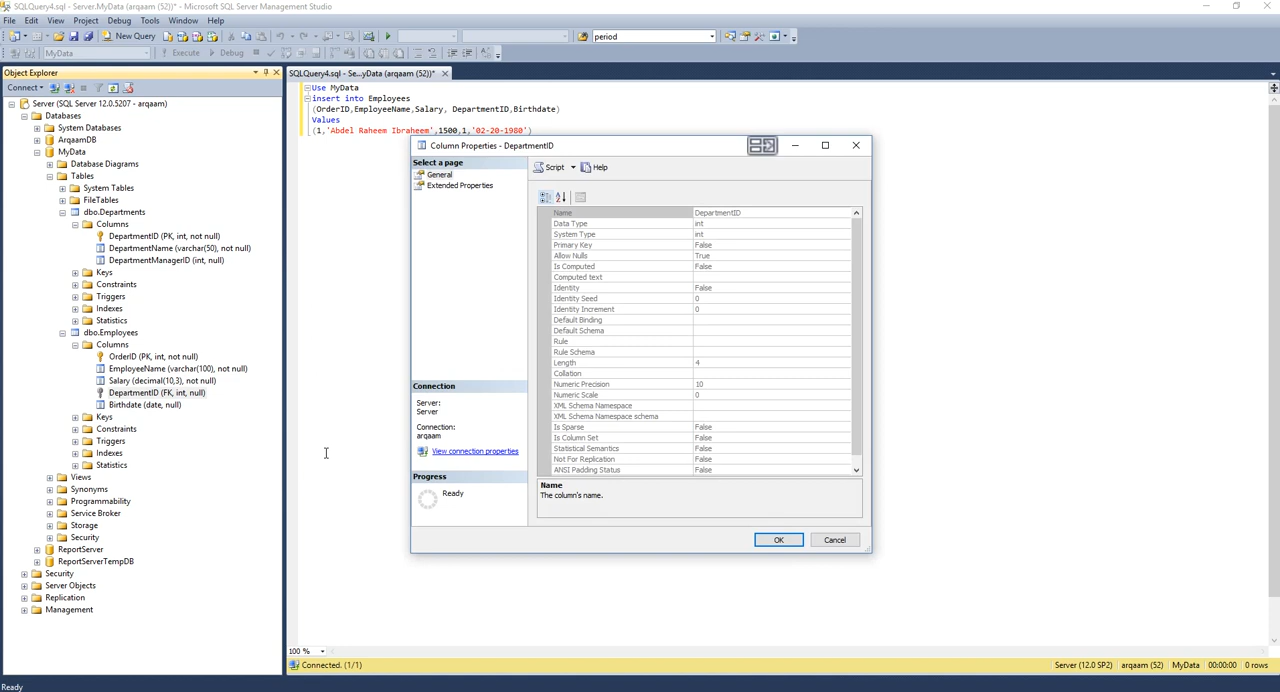 SQLQuery4.sql - Server.MyData (arqaam (52))* - Microsoft SQL Server Management Studio
File Edit View Project Debug Tools Window Help
New Query period
MyData Execute Debug
Object Explorer
SQLQuery4.sql - Se...yData (arqaam (52))*
Connect
Server (SQL Server 12.0.5207 - arqaam)
Databases
System Databases
ArqaamDB
MyData
Database Diagrams
Tables
System Tables
FileTables
dbo.Departments
Columns
DepartmentID (PK, int, not null)
DepartmentName (varchar(50), not null)
DepartmentManagerID (int, null)
Keys
Constraints
Triggers
Indexes
Statistics
dbo.Employees
Columns
OrderID (PK, int, not null)
EmployeeName (varchar(100), not null)
Salary (decimal(10,3), not null)
DepartmentID (FK, int, null)
Birthdate (date, null)
Keys
Constraints
Triggers
Indexes
Statistics
Views
Synonyms
Programmability
Service Broker
Storage
Security
ReportServer
ReportServerTempDB
Security
Server Objects
Replication
Management
Use MyData
insert into Employees
(OrderID,EmployeeName,Salary, DepartmentID,Birthdate)
Values
(1,'Abdel Raheem Ibraheem',1500,1,'02-20-1980')
Column Properties - DepartmentID
Select a page
General
Extended Properties
Script Help
Name DepartmentID
Data Type int
System Type int
Primary Key False
Allow Nulls True
Is Computed False
Computed text
Identity False
Identity Seed 0
Identity Increment 0
Default Binding
Default Schema
Rule
Rule Schema
Length 4
Collation
Numeric Precision 10
Numeric Scale 0
XML Schema Namespace
XML Schema Namespace schema
Is Sparse False
Is Column Set False
Statistical Semantics False
Not For Replication False
ANSI Padding Status False
Connection
Server:
Server
Connection:
arqaam
View connection properties
Progress
Ready
Name
The column's name.
OK Cancel
100 %
Connected. (1/1) Server (12.0 SP2) arqaam (52) MyData 00:00:00 0 rows
Ready